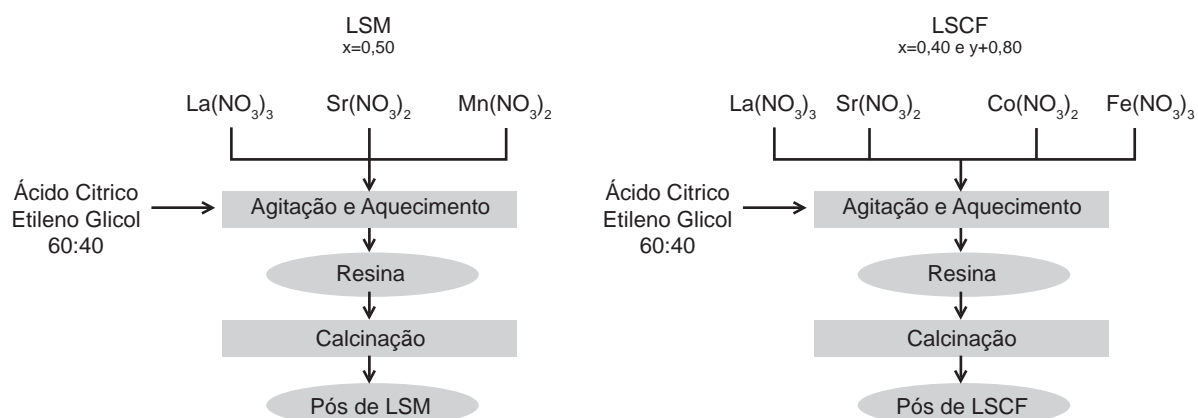 LSM
x=0,50
La(NO3)3 Sr(NO3)2 Mn(NO3)2
Ácido Citrico
Etileno Glicol
60:40
Agitação e Aquecimento
Resina
Calcinação
Pós de LSM
LSCF
x=0,40 e y+0,80
La(NO3)3 Sr(NO3)2 Co(NO3)2 Fe(NO3)3
Ácido Citrico
Etileno Glicol
60:40
Agitação e Aquecimento
Resina
Calcinação
Pós de LSCF